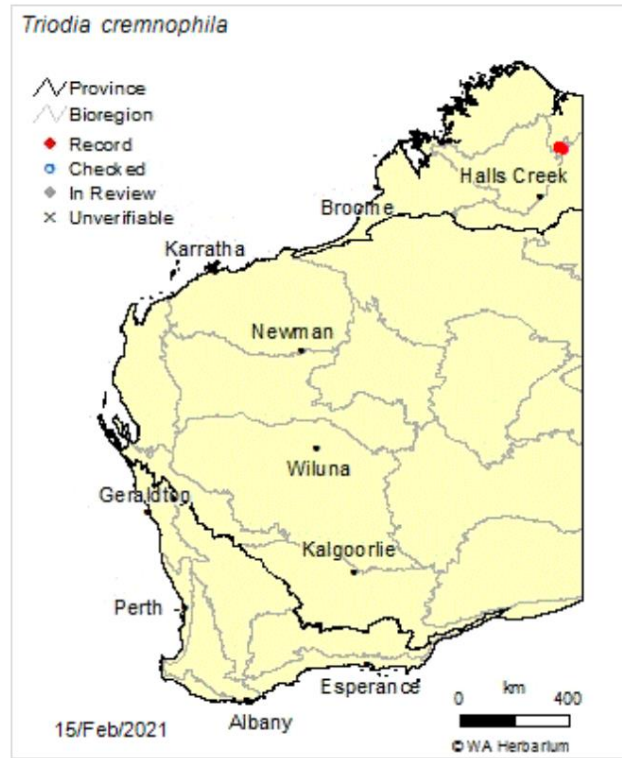 Triodia cremnophila
Province
Bioregion
Record
Checked
In Review
Unverifiable
Halls Creek
Broome
Karratha
Newman
Wiluna
Geraldton
Kalgoorlie
Perth
Esperance
Albany
0 km 400
15/Feb/2021
© WA Herbarium